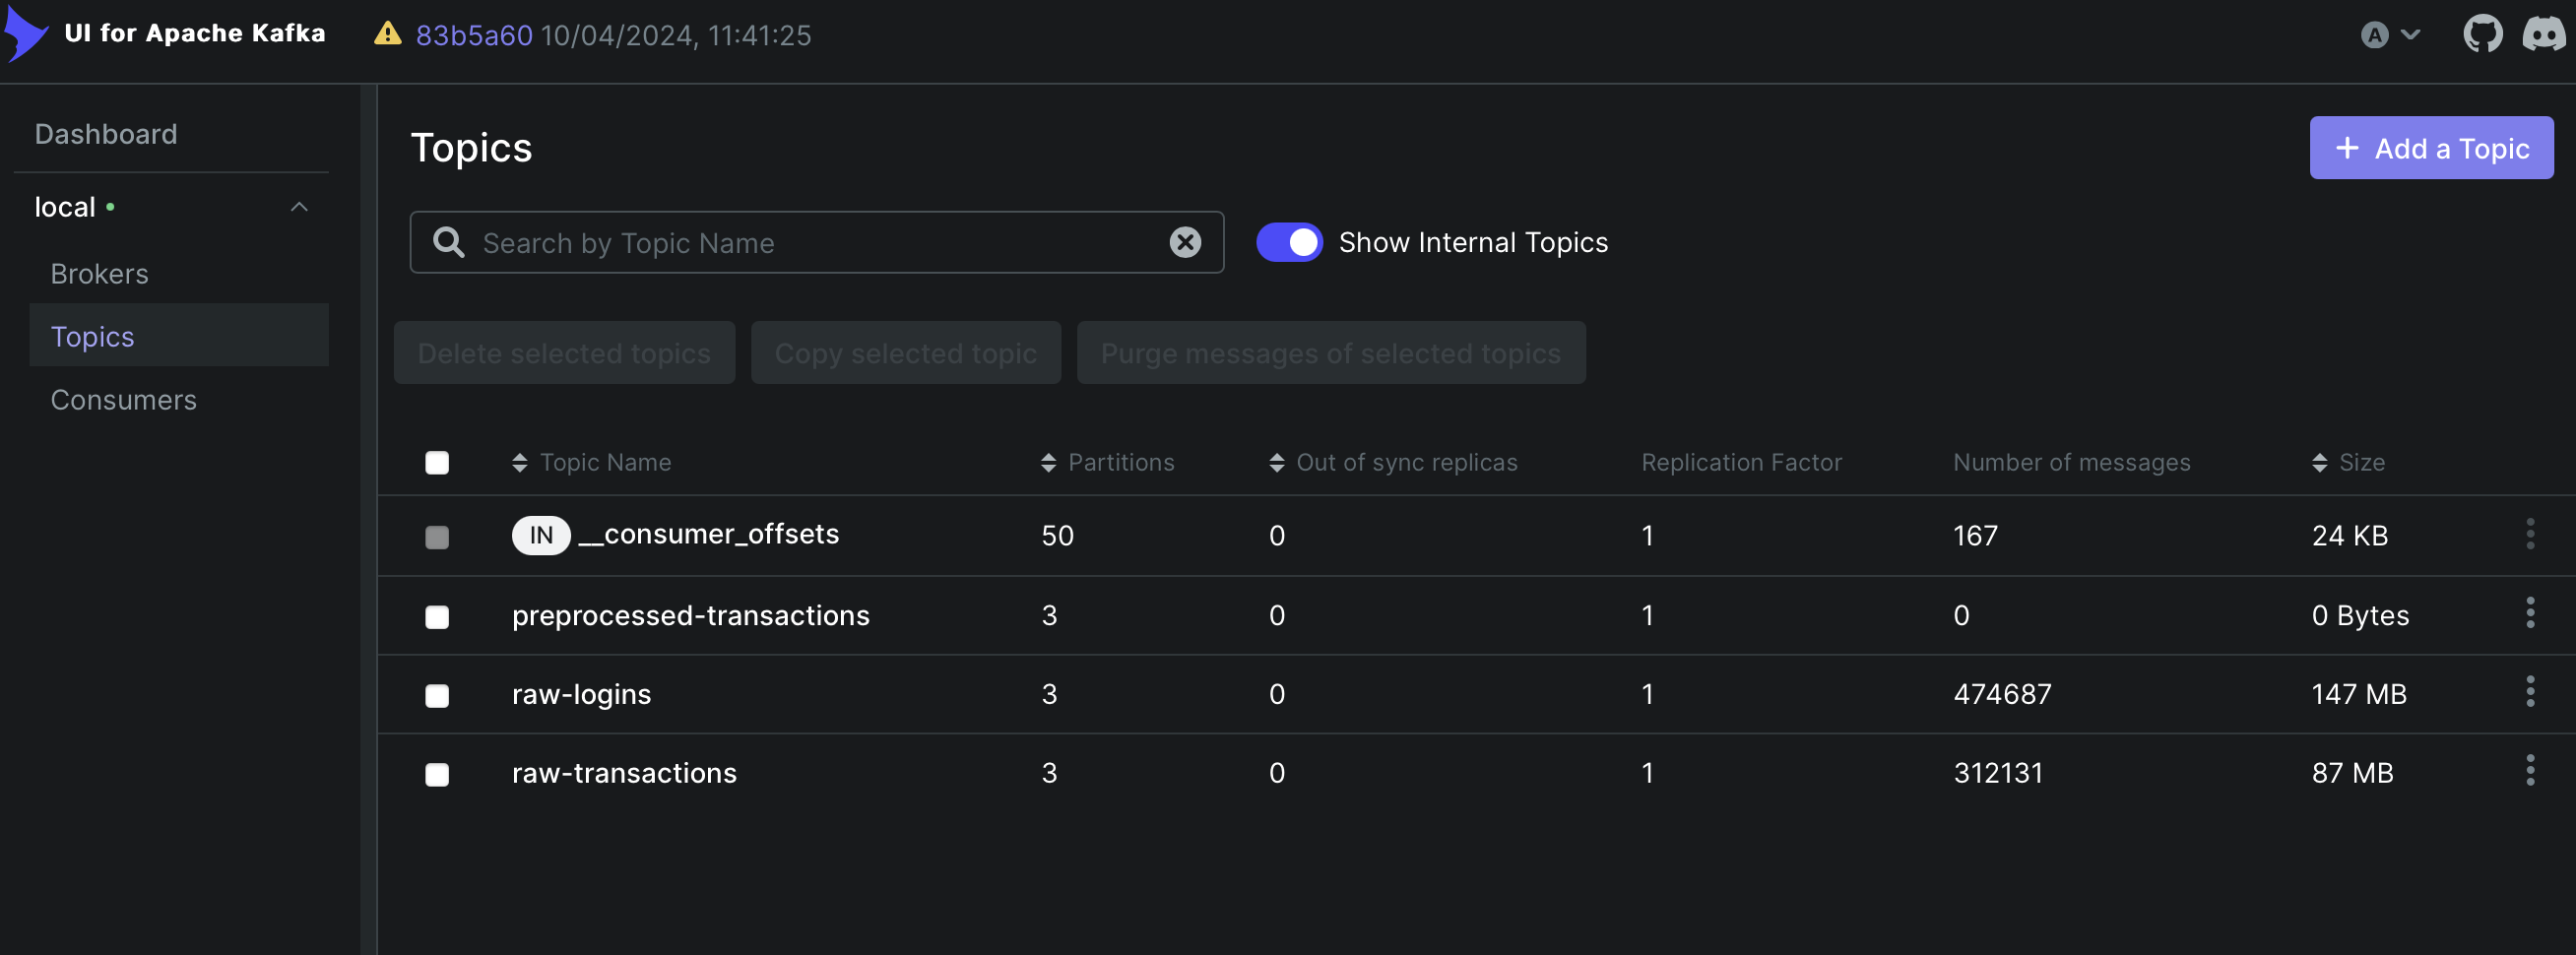 UI for Apache Kafka
83b5a60 10/04/2024, 11:41:25
A
Dashboard
local
Brokers
Topics
Consumers
Topics
+ Add a Topic
Search by Topic Name
Show Internal Topics
Delete selected topics Copy selected topic Purge messages of selected topics
Topic Name Partitions Out of sync replicas Replication Factor Number of messages Size
IN __consumer_offsets 50 0 1 167 24 KB
preprocessed-transactions 3 0 1 0 0 Bytes
raw-logins 3 0 1 474687 147 MB
raw-transactions 3 0 1 312131 87 MB